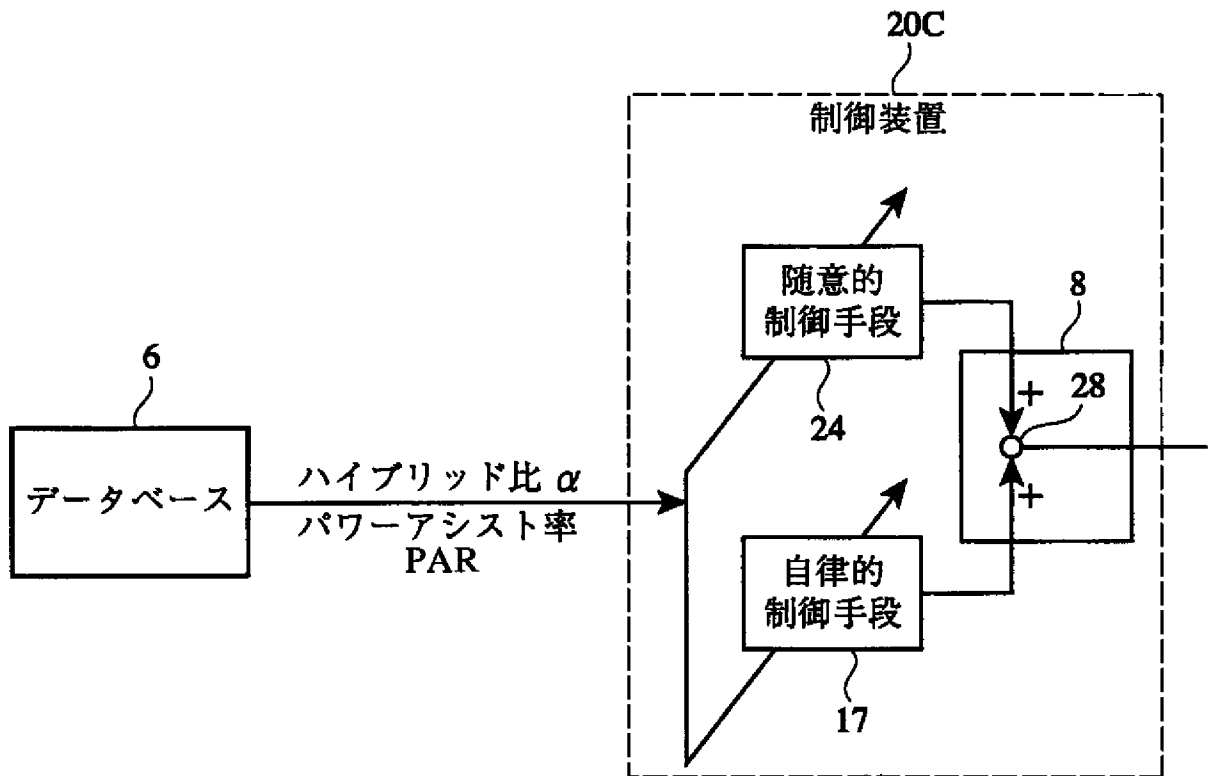 20C
制御装置
随意的
制御手段
24
8
+
28
+
6
データベース
ハイブリッド比 α
パワーアシスト率
PAR
自律的
制御手段
17